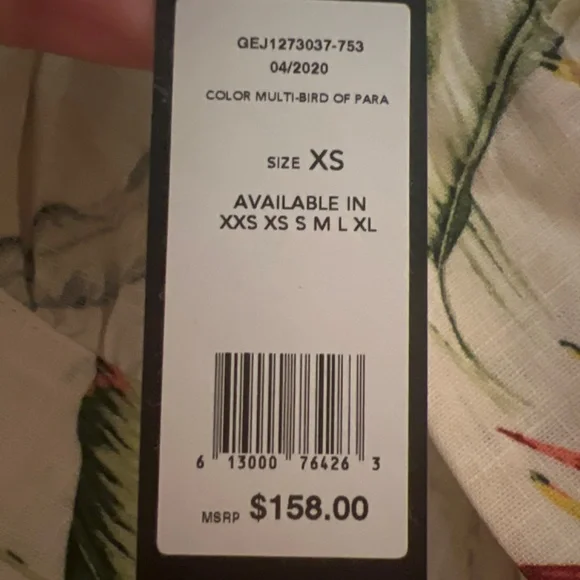 GEJ1273037-753
04/2020
COLOR MULTI-BIRD OF PARA
SIZE XS
AVAILABLE IN
XXS XS S M L XL
6 13000 76426 3
MSRP $158.00